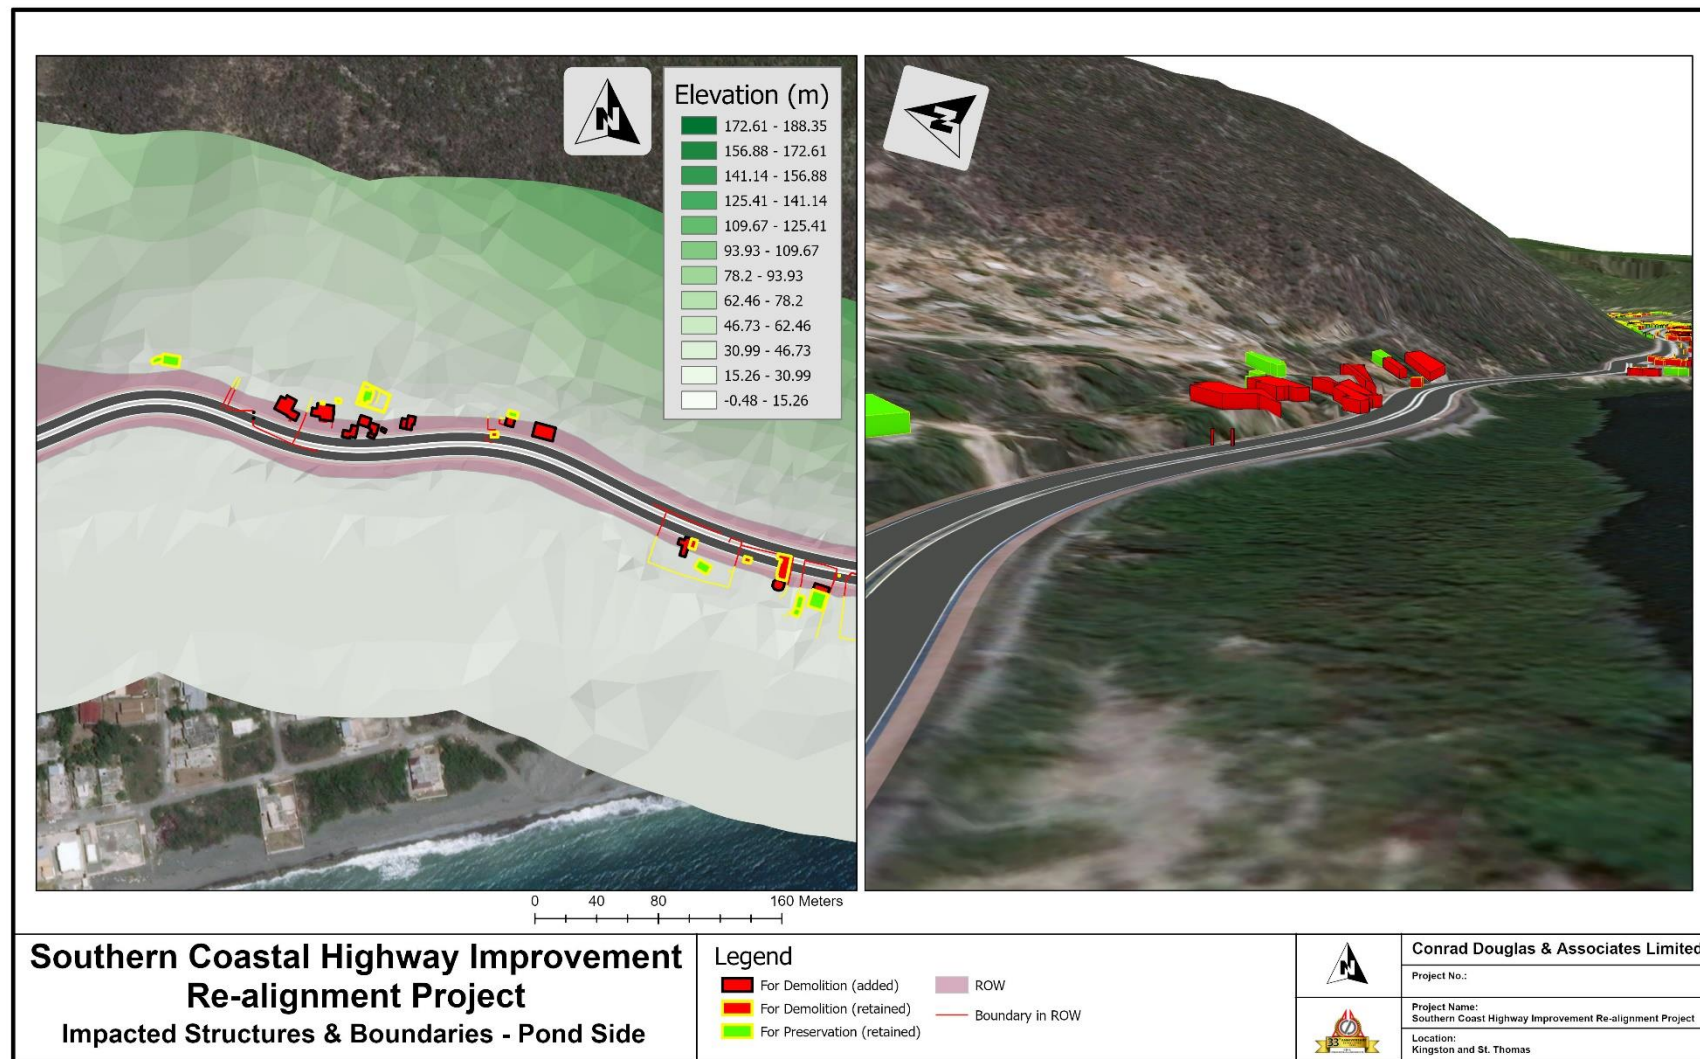 N
Elevation (m)
172.61 - 188.35
156.88 - 172.61
141.14 - 156.88
125.41 - 141.14
109.67 - 125.41
93.93 - 109.67
78.2 - 93.93
62.46 - 78.2
46.73 - 62.46
30.99 - 46.73
15.26 - 30.99
-0.48 - 15.26
N
0 40 80 160 Meters
Southern Coastal Highway Improvement
Re-alignment Project
Impacted Structures & Boundaries - Pond Side
Legend
For Demolition (added)
For Demolition (retained)
For Preservation (retained)
ROW
Boundary in ROW
N
Conrad Douglas & Associates Limited
Project No.:
Project Name:
Southern Coast Highway Improvement Re-alignment Project
Location:
Kingston and St. Thomas
33